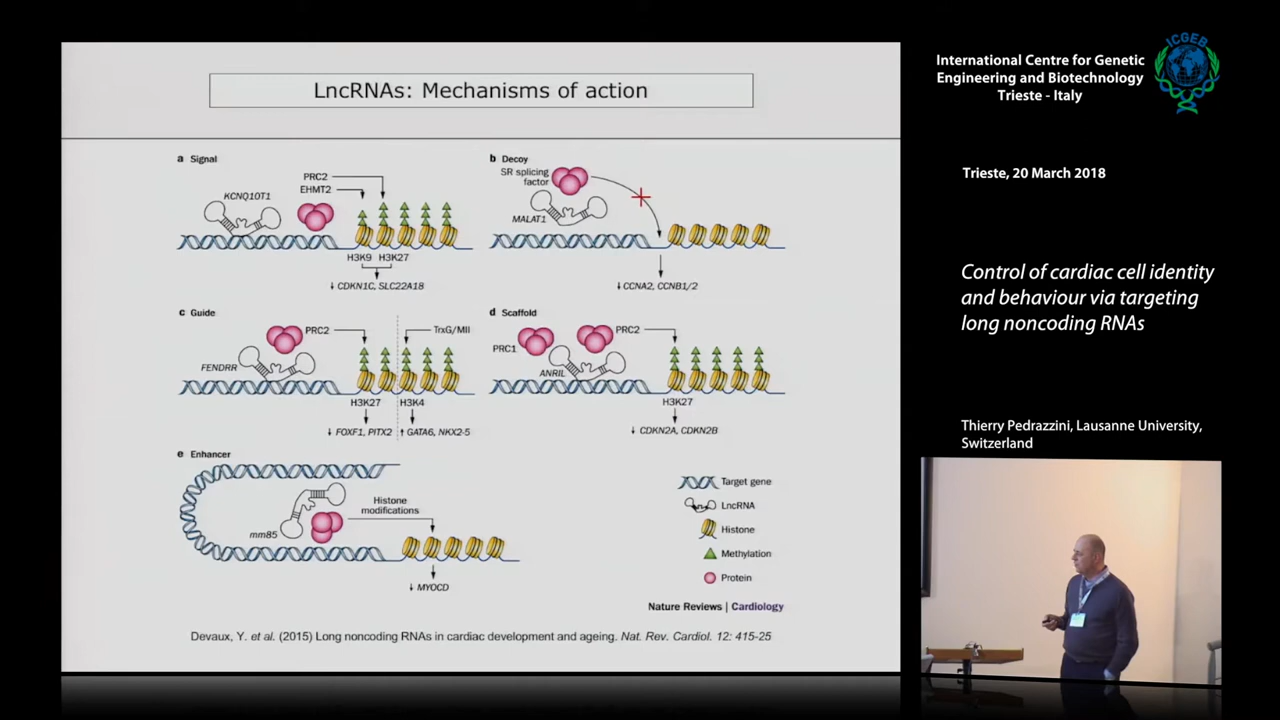 LncRNAs: Mechanisms of action
a Signal
PRC2
EHMT2
KCNQ10T1
H3K9 H3K27
↓ CDKN1C, SLC22A18
b Decoy
SR splicing
factor
MALAT1
↓ CCNA2, CCNB1/2
c Guide
PRC2
TrxG/Mll
FENDRR
H3K27
H3K4
↓ FOXF1, PITX2
↑ GATA6, NKX2-5
d Scaffold
PRC2
PRC1
ANRIL
H3K27
↓ CDKN2A, CDKN2B
e Enhancer
Histone
modifications
mm85
↓ MYOCD
Target gene
LncRNA
Histone
Methylation
Protein
Nature Reviews | Cardiology
Devaux, Y. et al. (2015) Long noncoding RNAs in cardiac development and ageing. Nat. Rev. Cardiol. 12: 415-25
International Centre for Genetic
Engineering and Biotechnology
Trieste - Italy
ICGEB
Trieste, 20 March 2018
Control of cardiac cell identity
and behaviour via targeting
long noncoding RNAs
Thierry Pedrazzini, Lausanne University,
Switzerland